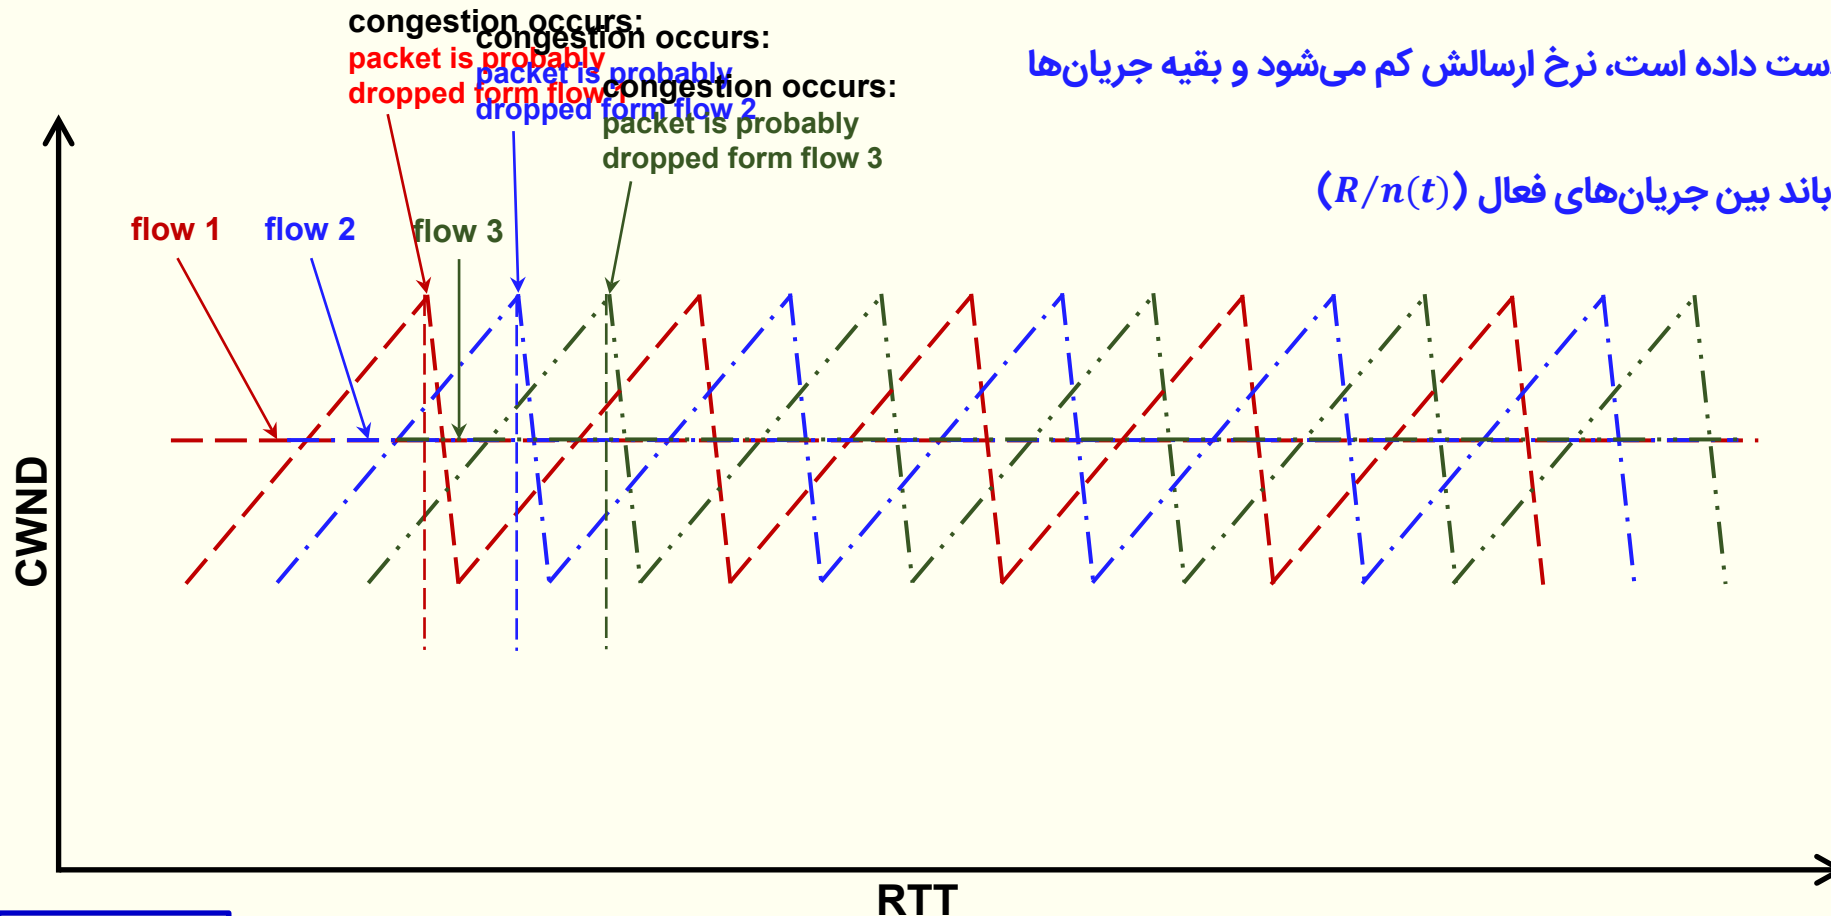 congestion occurs:
packet is probably
dropped form flow 1
congestion occurs:
packet is probably
dropped form flow 2
congestion occurs:
packet is probably
dropped form flow 3
داده است، نرخ ارسالش کم می‌شود و بقیه جریان‌ها
باند بین جریان‌های فعال (R/n(t))
flow 1
flow 2
flow 3
CWND
RTT